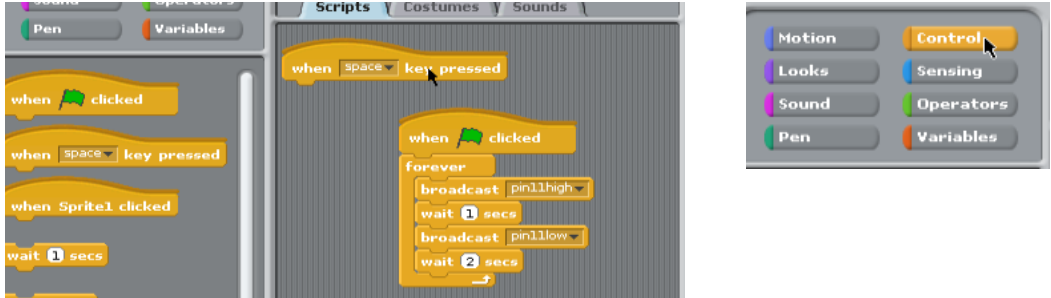 Sound Operators
Pen Variables
Scripts Costumes Sounds
when clicked
when space key pressed
when Sprite1 clicked
wait 1 secs
when space key pressed
when clicked
forever
broadcast pin11high
wait 1 secs
broadcast pin11low
wait 2 secs
Motion Control
Looks Sensing
Sound Operators
Pen Variables